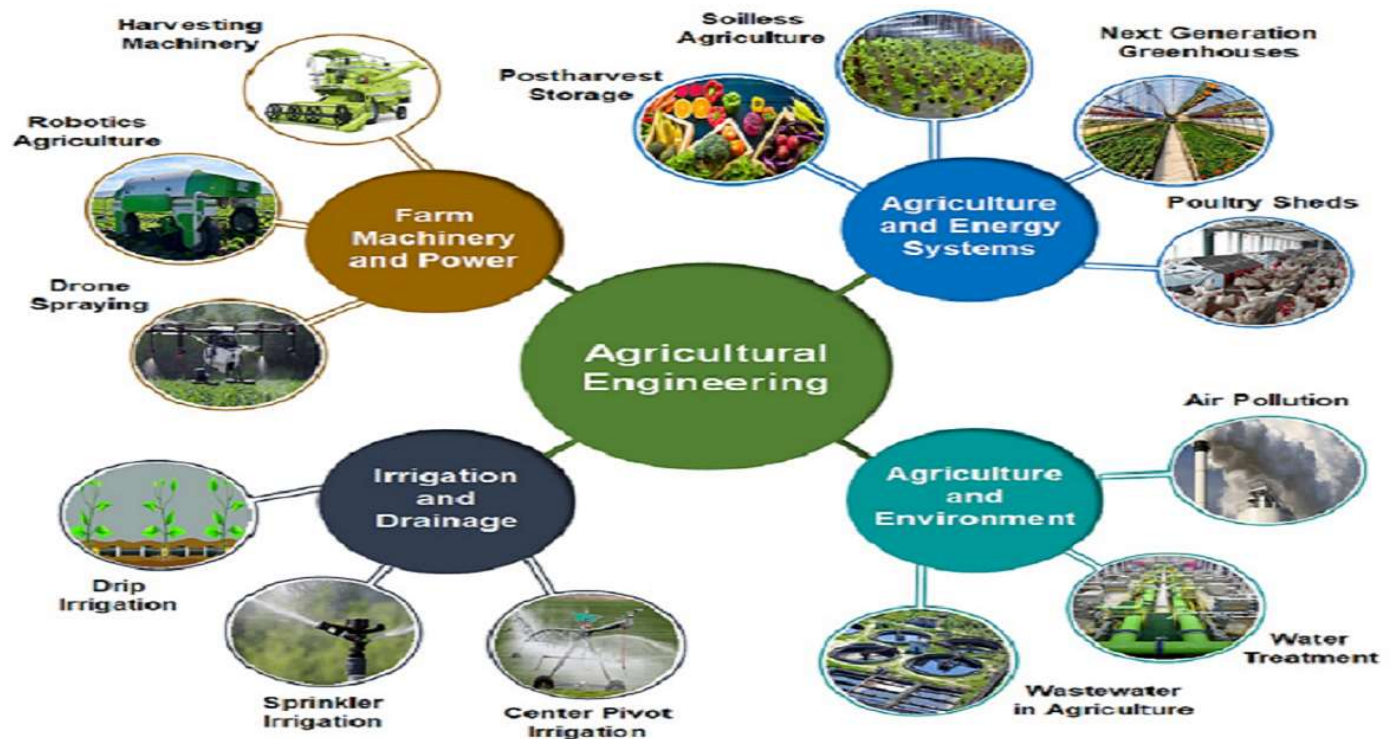 Harvesting
Machinery
Robotics
Agriculture
Drone
Spraying
Farm
Machinery
and Power
Soilless
Agriculture
Postharvest
Storage
Next Generation
Greenhouses
Poultry Sheds
Agriculture
and Energy
Systems
Agricultural
Engineering
Irrigation
and
Drainage
Drip
Irrigation
Sprinkler
Irrigation
Center Pivot
Irrigation
Agriculture
and
Environment
Air Pollution
Water
Treatment
Wastewater
in Agriculture